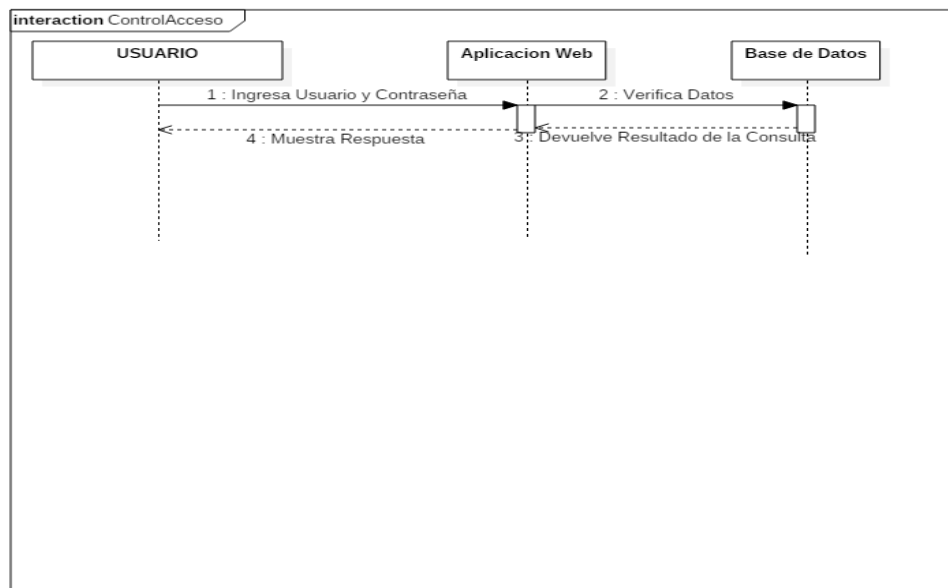 interaction ControlAcceso
USUARIO
Aplicacion Web
Base de Datos
1 : Ingresa Usuario y Contraseña
2 : Verifica Datos
3 : Devuelve Resultado de la Consulta
4 : Muestra Respuesta